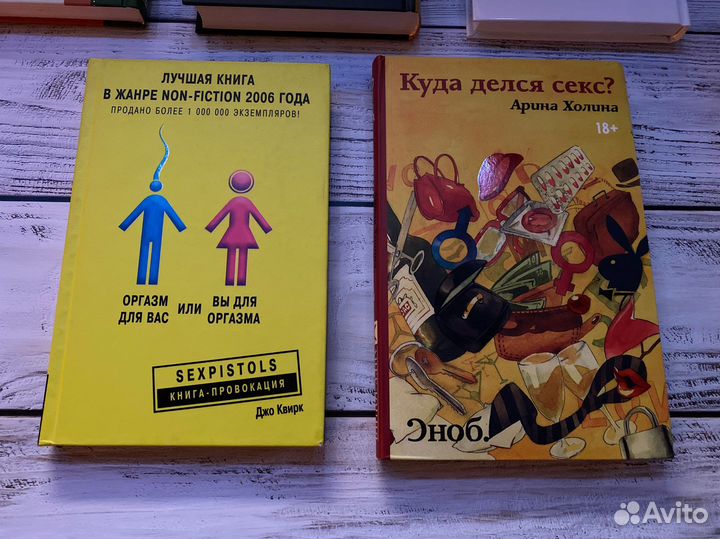 ЛУЧШАЯ КНИГА
В ЖАНРЕ NON-FICTION 2006 ГОДА
ПРОДАНО БОЛЕЕ 1 000 000 ЭКЗЕМПЛЯРОВ!
ОРГАЗМ
ДЛЯ ВАС
ИЛИ
ВЫ ДЛЯ
ОРГАЗМА
SEXPISTOLS
КНИГА-ПРОВОКАЦИЯ
Джо Квирк
Куда делся секс?
Арина Холина
18+
Сноб.
Avito